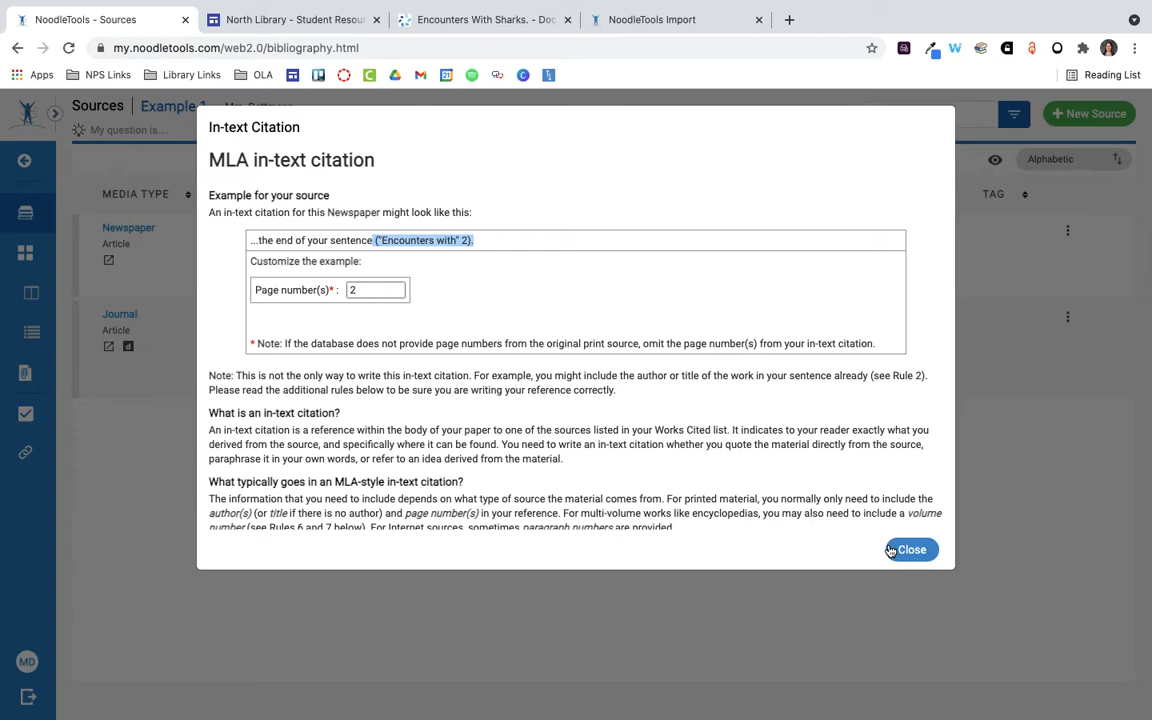 NoodleTools - Sources
North Library - Student Resou
Encounters With Sharks. - Doc
NoodleTools Import
my.noodletools.com/web2.0/bibliography.html
Apps
NPS Links
Library Links
OLA
Reading List
Sources
Example 1
My question is....
New Source
Alphabetic
MEDIA TYPE
TAG
Newspaper
Article
Journal
Article
MD
In-text Citation
MLA in-text citation
Example for your source
An in-text citation for this Newspaper might look like this:
...the end of your sentence ("Encounters with" 2).
Customize the example:
Page number(s)* : 2
* Note: If the database does not provide page numbers from the original print source, omit the page number(s) from your in-text citation.
Note: This is not the only way to write this in-text citation. For example, you might include the author or title of the work in your sentence already (see Rule 2).
Please read the additional rules below to be sure you are writing your reference correctly.
What is an in-text citation?
An in-text citation is a reference within the body of your paper to one of the sources listed in your Works Cited list. It indicates to your reader exactly what you
derived from the source, and specifically where it can be found. You need to write an in-text citation whether you quote the material directly from the source,
paraphrase it in your own words, or refer to an idea derived from the material.
What typically goes in an MLA-style in-text citation?
The information that you need to include depends on what type of source the material comes from. For printed material, you normally only need to include the
author(s) (or title if there is no author) and page number(s) in your reference. For multi-volume works like encyclopedias, you may also need to include a volume
number (see Rules 6 and 7 below). For Internet sources, sometimes paragraph numbers are provided.
Close